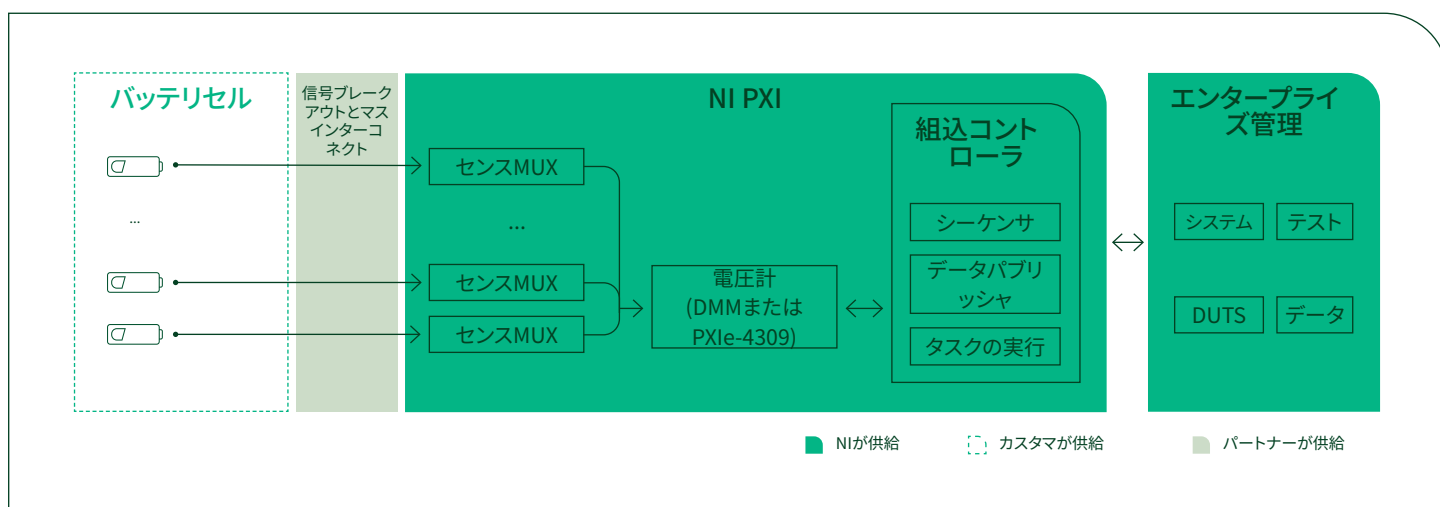 バッテリセル
...
信号ブレーク
アウトとマス
インターコ
ネクト
NI PXI
センスMUX
...
センスMUX
センスMUX
電圧計
(DMMまたは
PXIe-4309)
組込コント
ローラ
シーケンサ
データパブリ
ッシャ
タスクの実行
エンタープライ
ズ管理
システム
テスト
DUTS
データ
NIが供給
カスタマが供給
パートナーが供給